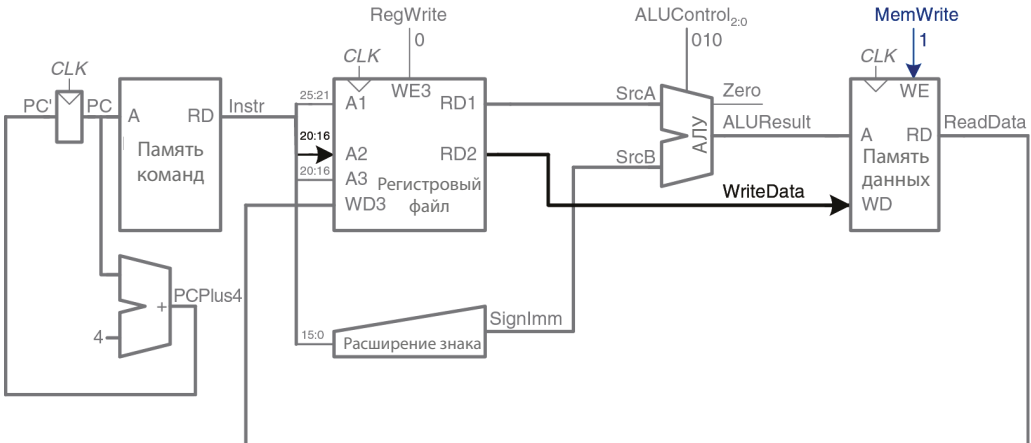 RegWrite
ALUControl2:0
MemWrite
0
010
1
CLK
CLK
CLK
PC'
PC
A
RD
Instr
25:21
A1
WE3
RD1
SrcA
Zero
WE
20:16
A2
RD2
АЛУ
ALUResult
A
RD
ReadData
Память
команд
20:16
A3
SrcB
Память
данных
WD3
Регистровый
файл
WriteData
WD
+
PCPlus4
4
15:0
Расширение знака
SignImm